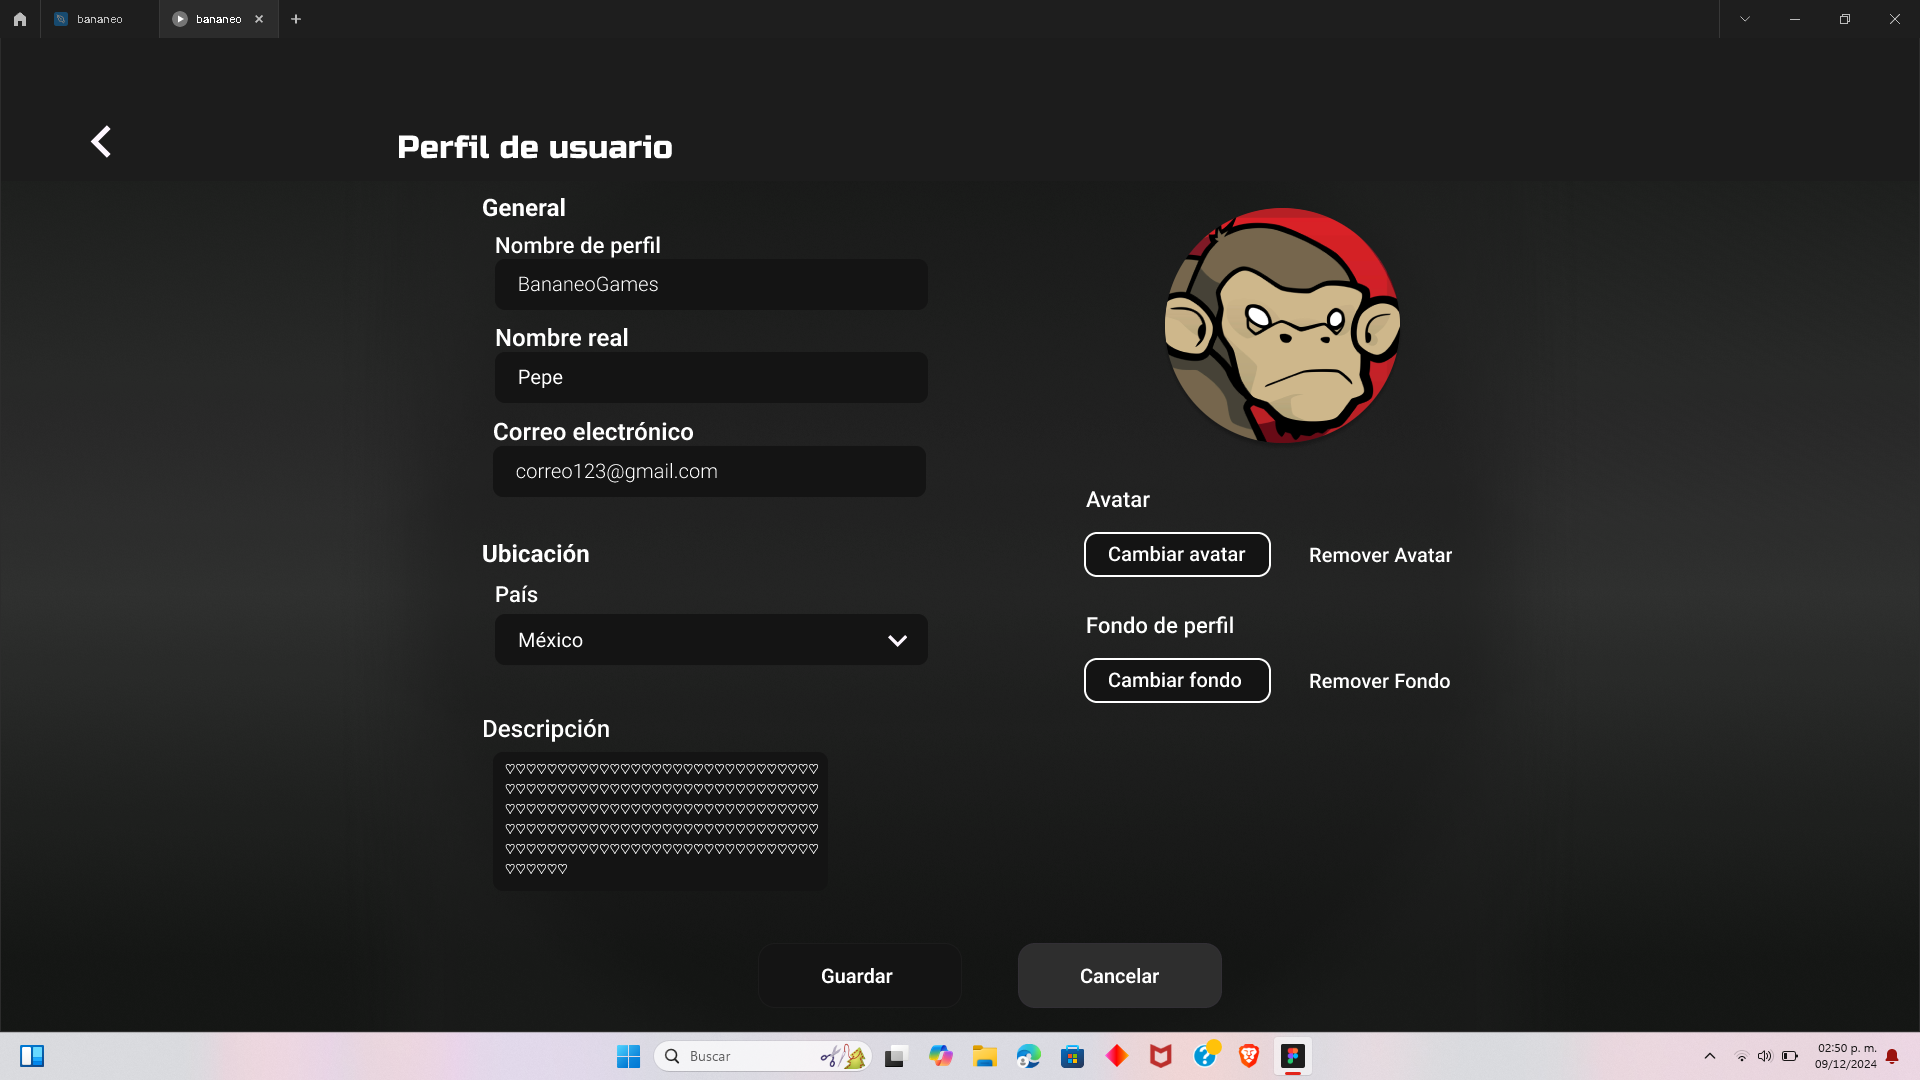 bananeo
bananeo
Perfil de usuario
General
Nombre de perfil
BananeoGames
Nombre real
Pepe
Correo electrónico
correo123@gmail.com
Ubicación
País
México
Descripción
♡♡♡♡♡♡♡♡♡♡♡♡♡♡♡♡♡♡♡♡♡♡♡♡♡♡♡♡♡♡
♡♡♡♡♡♡♡♡♡♡♡♡♡♡♡♡♡♡♡♡♡♡♡♡♡♡♡♡♡♡
♡♡♡♡♡♡♡♡♡♡♡♡♡♡♡♡♡♡♡♡♡♡♡♡♡♡♡♡♡♡
♡♡♡♡♡♡♡♡♡♡♡♡♡♡♡♡♡♡♡♡♡♡♡♡♡♡♡♡♡♡
♡♡♡♡♡♡♡♡♡♡♡♡♡♡♡♡♡♡♡♡♡♡♡♡♡♡♡♡♡♡
♡♡♡♡♡♡
Avatar
Cambiar avatar
Remover Avatar
Fondo de perfil
Cambiar fondo
Remover Fondo
Guardar
Cancelar
Buscar
02:50 p. m.
09/12/2024